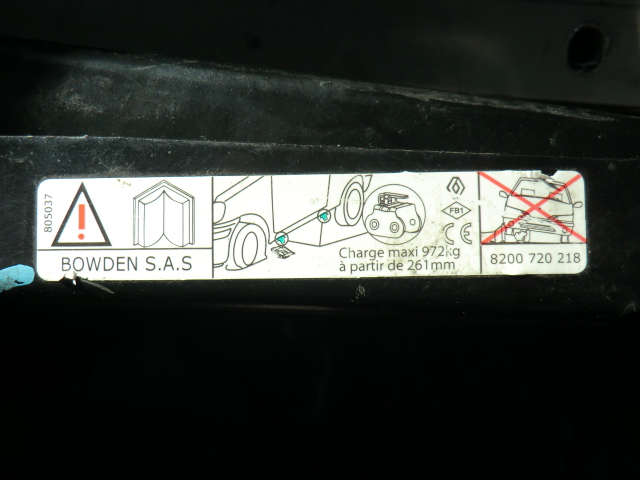 805037
!
BOWDEN S.A.S
Charge maxi 972kg
à partir de 261mm
FB1
CE
8200 720 218